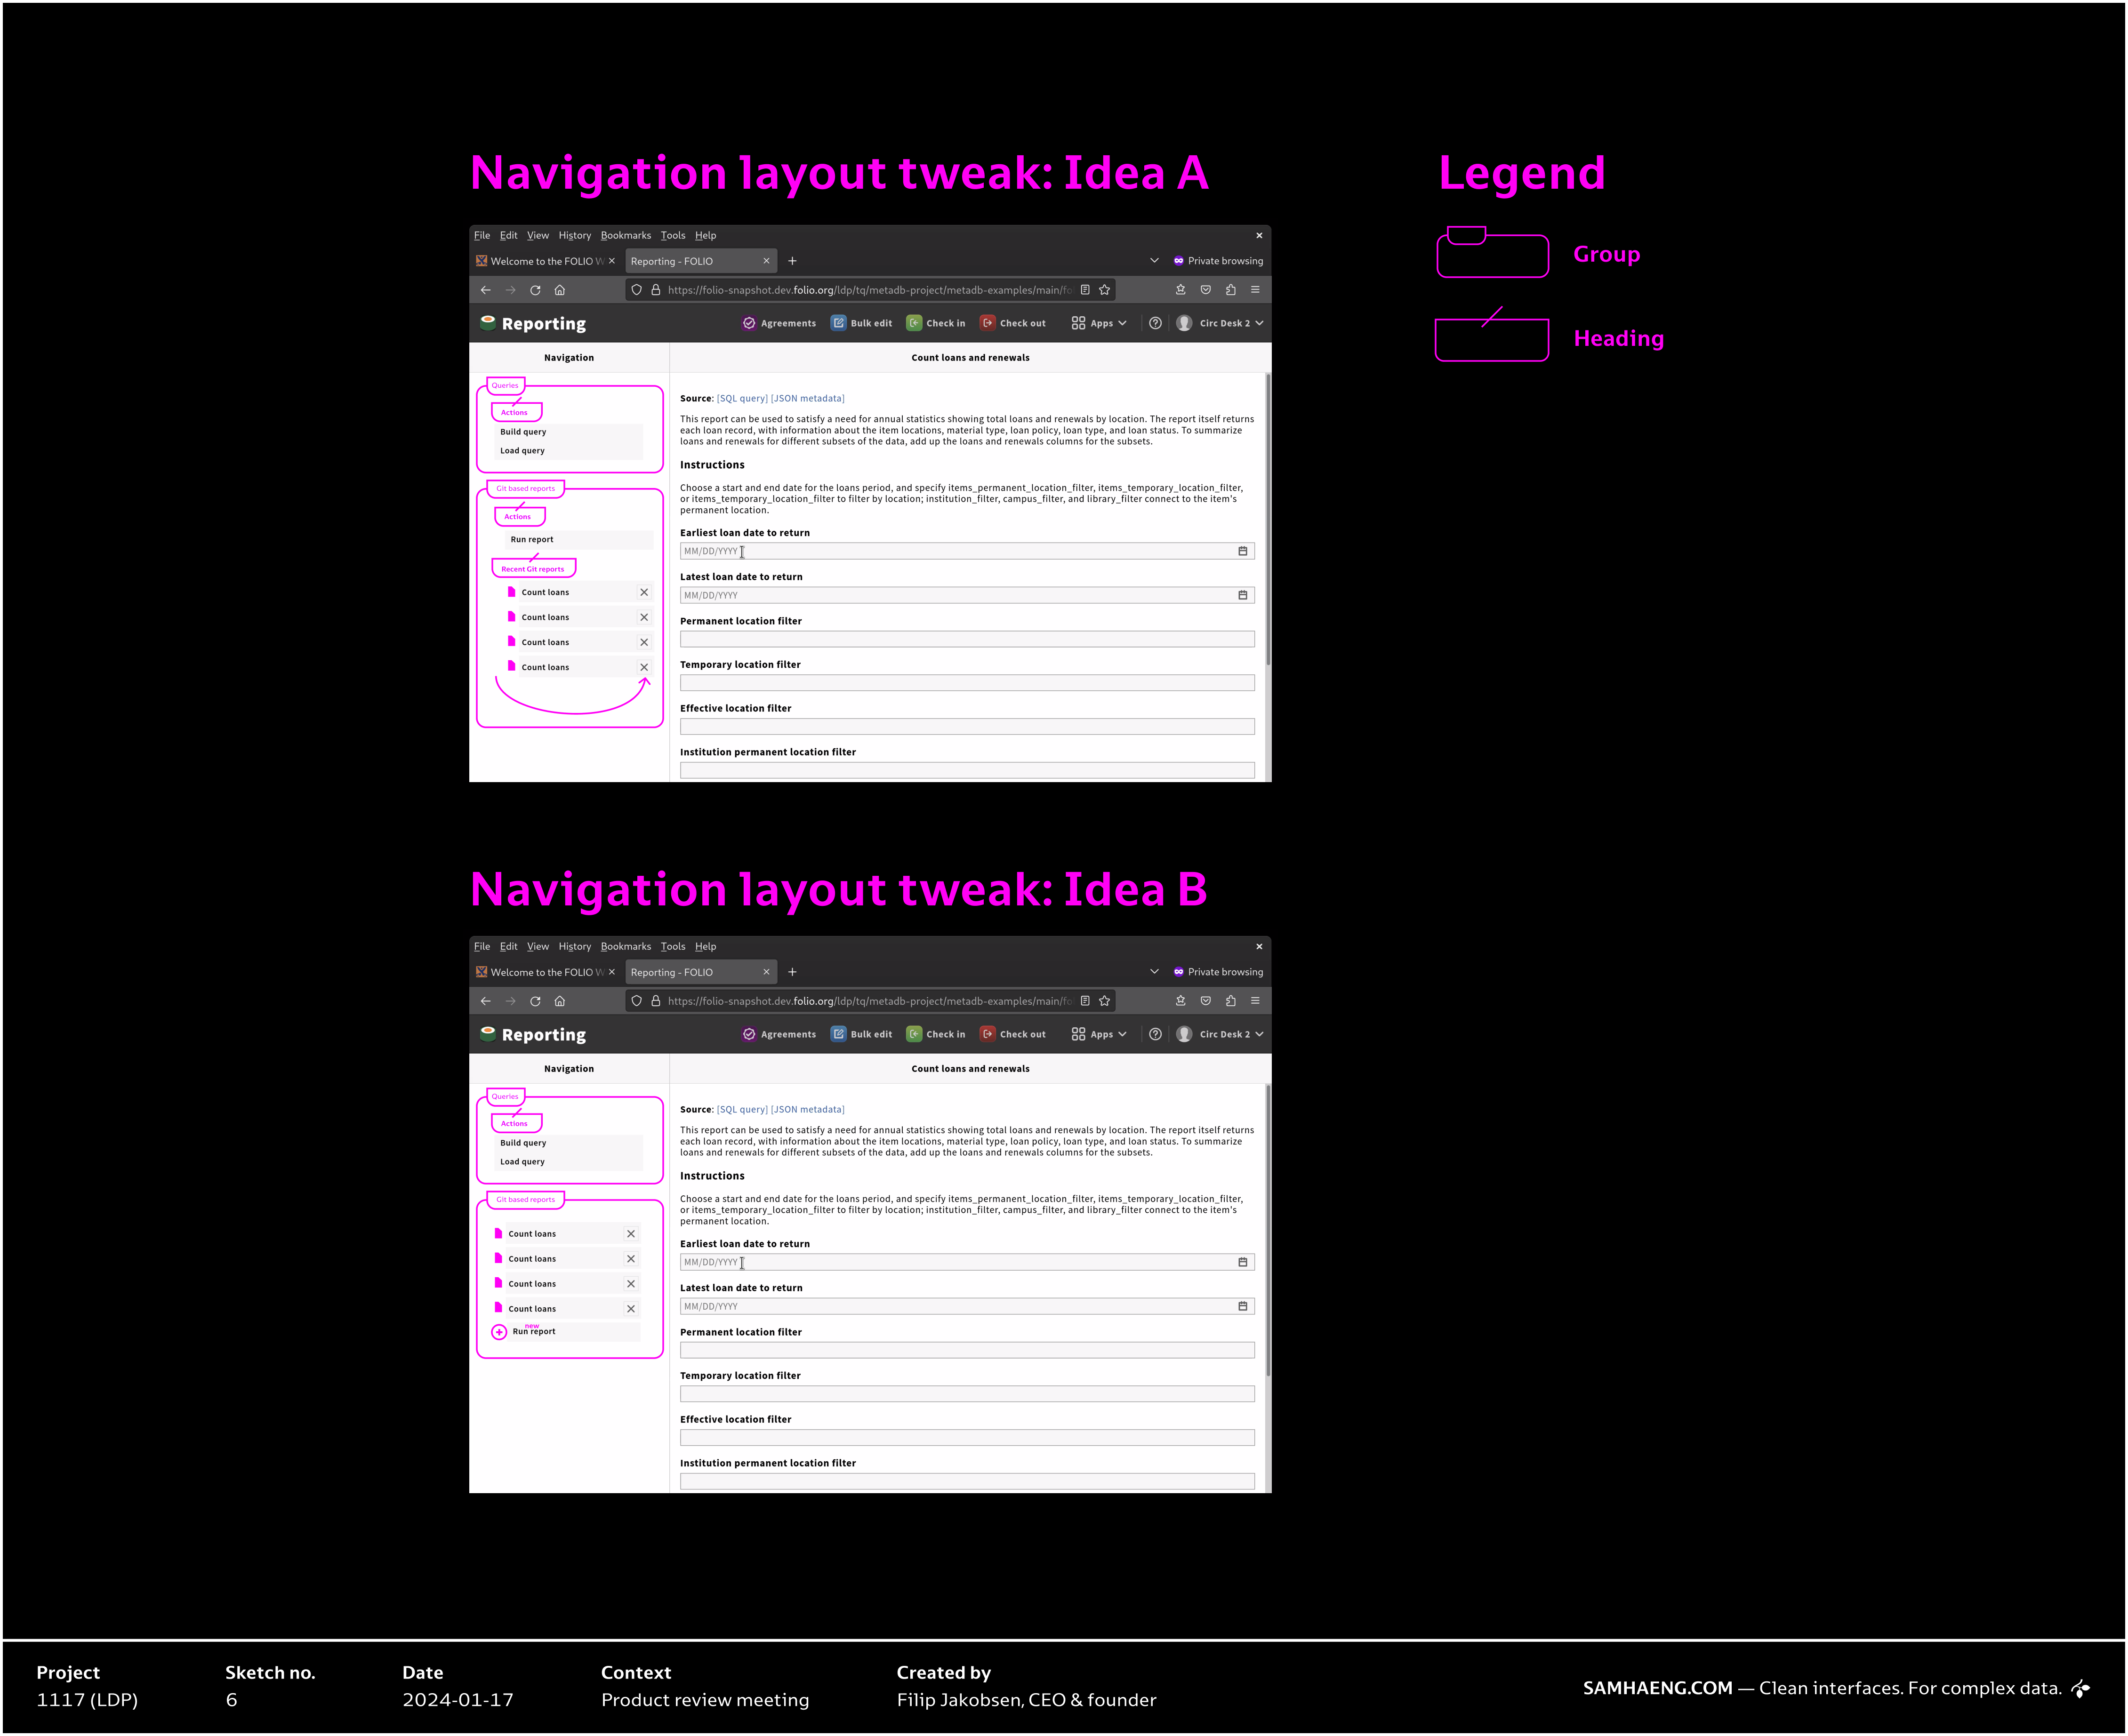 Navigation layout tweak: Idea A
Legend
Group
Heading
File Edit View History Bookmarks Tools Help
Welcome to the FOLIO W
Reporting - FOLIO
Private browsing
https://folio-snapshot.dev.folio.org/ldp/tq/metadb-project/metadb-examples/main/fo
Reporting
Agreements
Bulk edit
Check in
Check out
Apps
Circ Desk 2
Navigation
Queries
Actions
Build query
Load query
Git based reports
Actions
Run report
Recent Git reports
Count loans
Count loans
Count loans
Count loans
Count loans and renewals
Source: [SQL query] [JSON metadata]
This report can be used to satisfy a need for annual statistics showing total loans and renewals by location. The report itself returns
each loan record, with information about the item locations, material type, loan policy, loan type, and loan status. To summarize
loans and renewals for different subsets of the data, add up the loans and renewals columns for the subsets.
Instructions
Choose a start and end date for the loans period, and specify items_permanent_location_filter, items_temporary_location_filter,
or items_temporary_location_filter to filter by location; institution_filter, campus_filter, and library_filter connect to the item's
permanent location.
Earliest loan date to return
MM/DD/YYYY
Latest loan date to return
MM/DD/YYYY
Permanent location filter
Temporary location filter
Effective location filter
Institution permanent location filter
Navigation layout tweak: Idea B
File Edit View History Bookmarks Tools Help
Welcome to the FOLIO W
Reporting - FOLIO
Private browsing
https://folio-snapshot.dev.folio.org/ldp/tq/metadb-project/metadb-examples/main/fo
Reporting
Agreements
Bulk edit
Check in
Check out
Apps
Circ Desk 2
Navigation
Queries
Actions
Build query
Load query
Git based reports
Count loans
Count loans
Count loans
Count loans
new
Run report
Count loans and renewals
Source: [SQL query] [JSON metadata]
This report can be used to satisfy a need for annual statistics showing total loans and renewals by location. The report itself returns
each loan record, with information about the item locations, material type, loan policy, loan type, and loan status. To summarize
loans and renewals for different subsets of the data, add up the loans and renewals columns for the subsets.
Instructions
Choose a start and end date for the loans period, and specify items_permanent_location_filter, items_temporary_location_filter,
or items_temporary_location_filter to filter by location; institution_filter, campus_filter, and library_filter connect to the item's
permanent location.
Earliest loan date to return
MM/DD/YYYY
Latest loan date to return
MM/DD/YYYY
Permanent location filter
Temporary location filter
Effective location filter
Institution permanent location filter
Project
1117 (LDP)
Sketch no.
6
Date
2024-01-17
Context
Product review meeting
Created by
Filip Jakobsen, CEO & founder
SAMHAENG.COM — Clean interfaces. For complex data.